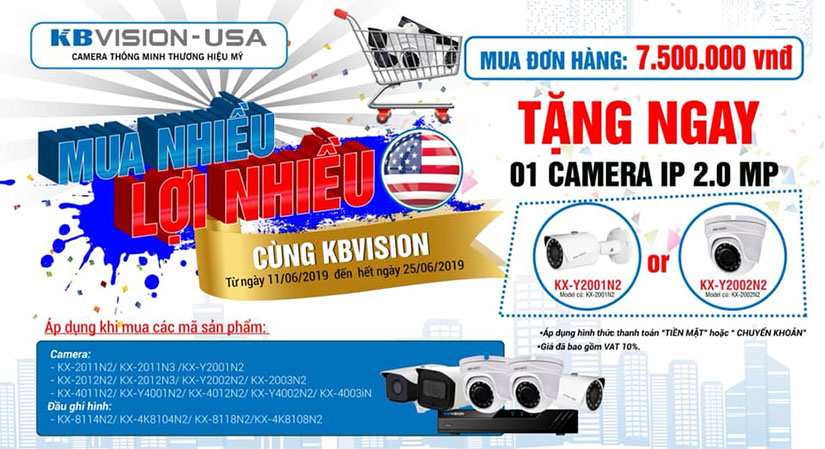 KBVISION-USA
CAMERA THÔNG MINH THƯƠNG HIỆU MỸ
MUA NHIỀU
LỢI NHIỀU
CÙNG KBVISION
Từ ngày 11/06/2019 đến hết ngày 25/06/2019
MUA ĐƠN HÀNG: 7.500.000 vnđ
TẶNG NGAY
01 CAMERA IP 2.0 MP
KX-Y2001N2
Model cũ: KX-2001N2
or
KX-Y2002N2
Model cũ: KX-2002N2
•Áp dụng hình thức thanh toán "TIỀN MẶT" hoặc " CHUYỂN KHOẢN"
•Giá đã bao gồm VAT 10%.
Áp dụng khi mua các mã sản phẩm:
Camera:
- KX-2011N2/ KX-2011N3 /KX-Y2001N2
- KX-2012N2/ KX-2012N3/ KX-Y2002N2/ KX-2003N2
- KX-4011N2/ KX-Y4001N2/ KX-4012N2/ KX-Y4002N2/ KX-4003iN
Đầu ghi hình:
- KX-8114N2/ KX-4K8104N2/ KX-8118N2/KX-4K8108N2
KBVISION